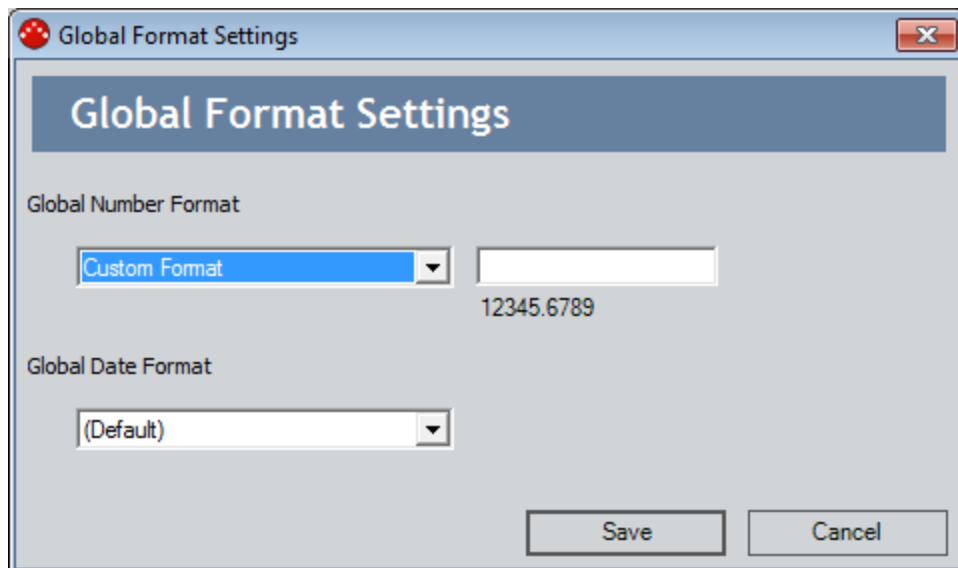 Global Format Settings
Global Format Settings
Global Number Format
Custom Format
12345.6789
Global Date Format
(Default)
Save Cancel